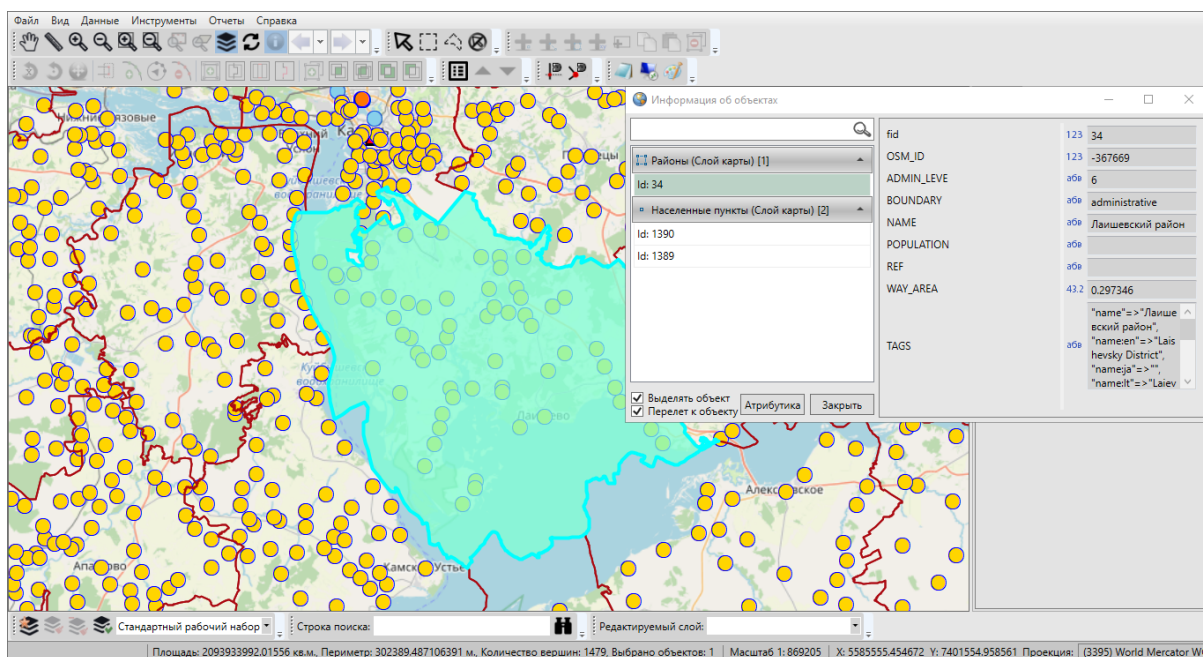 Файл Вид Данные Инструменты Отчеты Справка
Информация об объектах
Районы (Слой карты) [1]
Id: 34
Населенные пункты (Слой карты) [2]
Id: 1390
Id: 1389
Выделять объект
Перелет к объекту
Атрибутика
Закрыть
fid 123 34
OSM_ID 123 -367669
ADMIN_LEVE абв 6
BOUNDARY абв administrative
NAME абв Лаишевский район
POPULATION абв
REF абв
WAY_AREA 43.2 0.297346
TAGS абв
"name"=>"Лаише
вский район",
"name:en"=>"Lais
hevsky District",
"name:ja"=>"",
"name:lt"=>"Laiev
Лаишево
Камск Устье
Стандартный рабочий набор
Строка поиска:
Редактируемый слой:
Площадь: 2093933992.01556 кв.м., Периметр: 302389.487106391 м., Количество вершин: 1479, Выбрано объектов: 1 Масштаб 1: 869205 X: 5585555.454672 Y: 7401554.958561 Проекция: (3395) World Mercator W